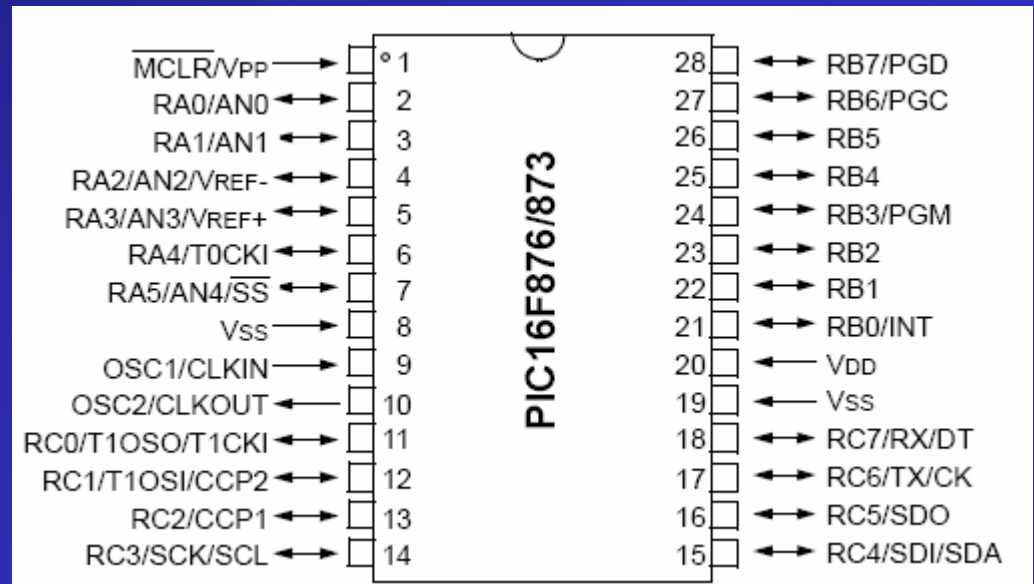 MCLR/VPP 1 28 RB7/PGD
RA0/AN0 2 27 RB6/PGC
RA1/AN1 3 26 RB5
RA2/AN2/VREF- 4 25 RB4
RA3/AN3/VREF+ 5 24 RB3/PGM
RA4/T0CKI 6 23 RB2
RA5/AN4/SS 7 22 RB1
VSS 8 21 RB0/INT
OSC1/CLKIN 9 20 VDD
OSC2/CLKOUT 10 19 VSS
RC0/T1OSO/T1CKI 11 18 RC7/RX/DT
RC1/T1OSI/CCP2 12 17 RC6/TX/CK
RC2/CCP1 13 16 RC5/SDO
RC3/SCK/SCL 14 15 RC4/SDI/SDA
PIC16F876/873